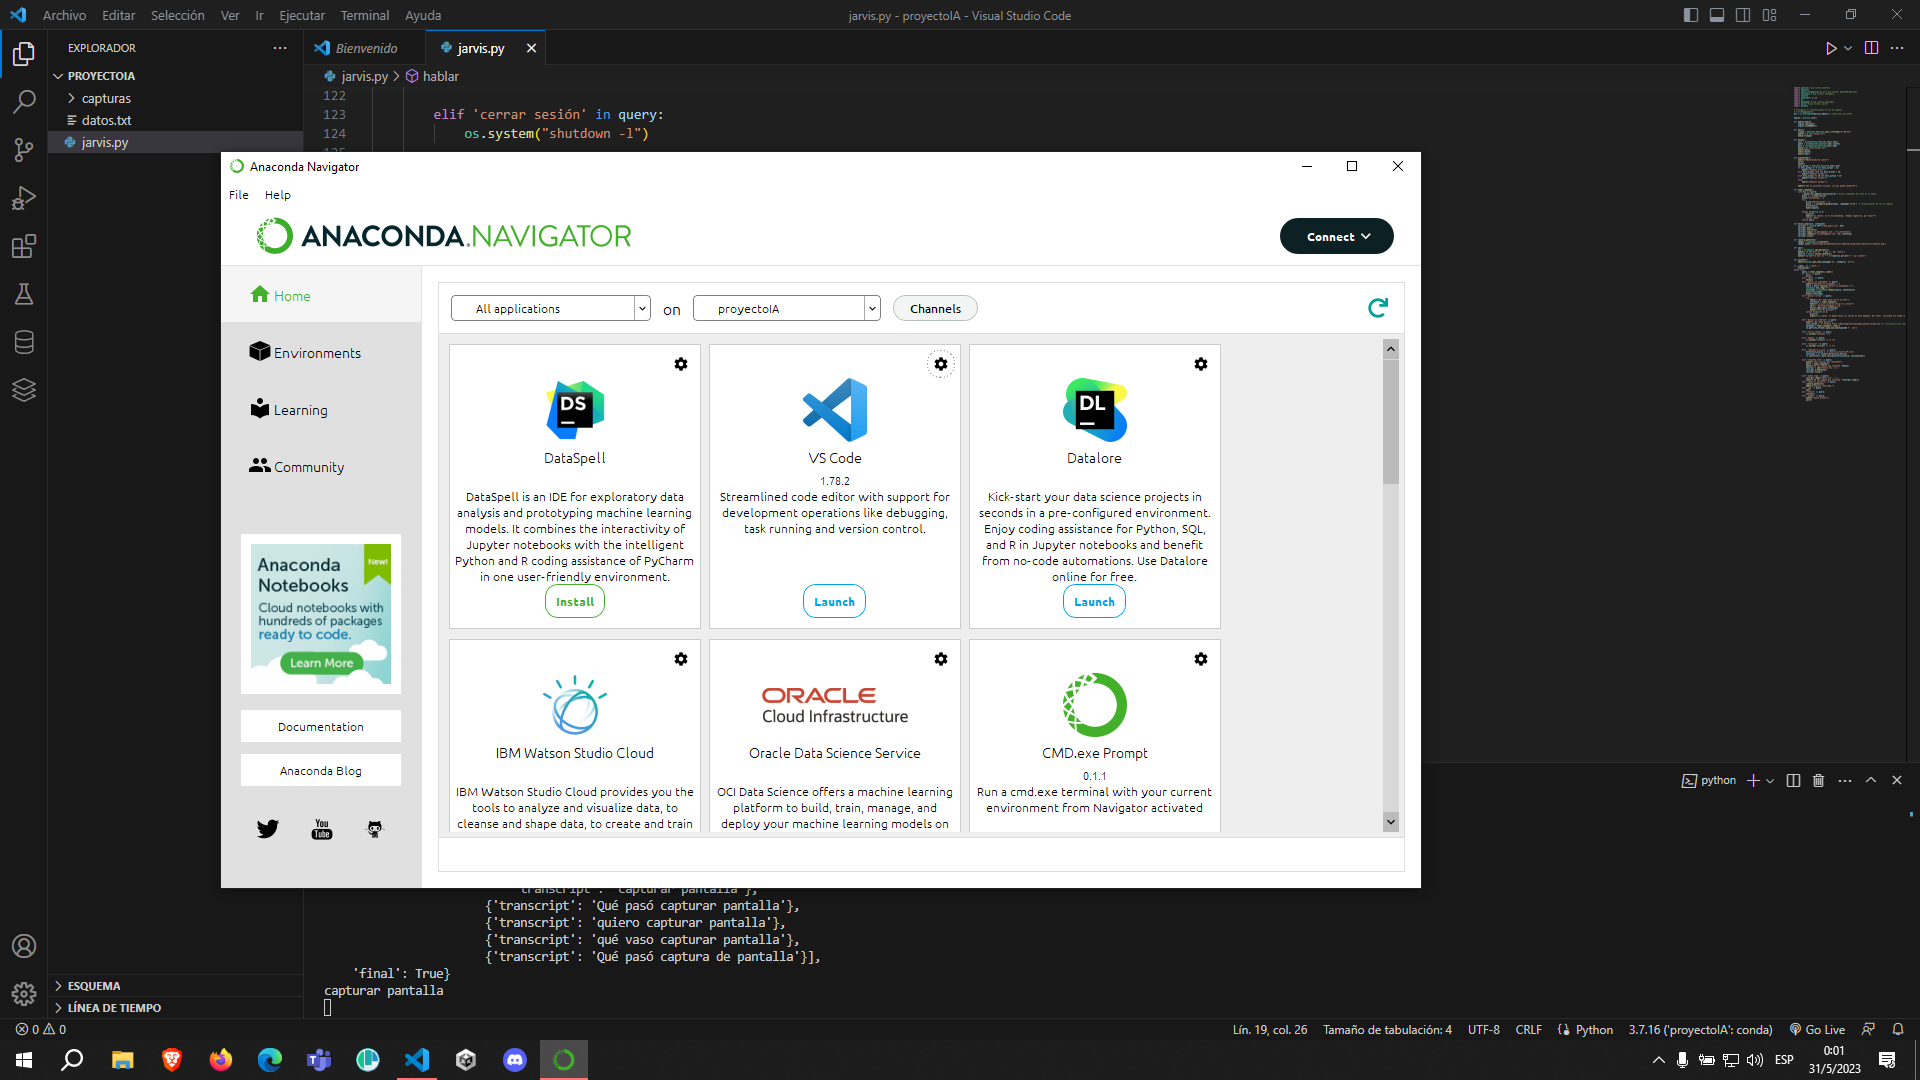 Archivo Editar Selección Ver Ir Ejecutar Terminal Ayuda
jarvis.py - proyectoIA - Visual Studio Code
EXPLORADOR
PROYECTOIA
capturas
datos.txt
jarvis.py
ESQUEMA
LÍNEA DE TIEMPO
Bienvenido
jarvis.py
jarvis.py > hablar
122
123 elif 'cerrar sesión' in query:
124 os.system("shutdown -l")
Anaconda Navigator
File Help
ANACONDA.NAVIGATOR
Connect
Home
Environments
Learning
Community
Anaconda
Notebooks
New!
Cloud notebooks with
hundreds of packages
ready to code.
Learn More
Documentation
Anaconda Blog
You
Tube
All applications on proyectoIA Channels
DS
DataSpell
DataSpell is an IDE for exploratory data
analysis and prototyping machine learning
models. It combines the interactivity of
Jupyter notebooks with the intelligent
Python and R coding assistance of PyCharm
in one user-friendly environment.
Install
VS Code
1.78.2
Streamlined code editor with support for
development operations like debugging,
task running and version control.
Launch
DL
Datalore
Kick-start your data science projects in
seconds in a pre-configured environment.
Enjoy coding assistance for Python, SQL,
and R in Jupyter notebooks and benefit
from no-code automations. Use Datalore
online for free.
Launch
IBM Watson Studio Cloud
IBM Watson Studio Cloud provides you the
tools to analyze and visualize data, to
cleanse and shape data, to create and train
ORACLE
Cloud Infrastructure
Oracle Data Science Service
OCI Data Science offers a machine learning
platform to build, train, manage, and
deploy your machine learning models on
CMD.exe Prompt
0.1.1
Run a cmd.exe terminal with your current
environment from Navigator activated
python
'transcript': 'capturar pantalla'},
{'transcript': 'Qué pasó capturar pantalla'},
{'transcript': 'quiero capturar pantalla'},
{'transcript': 'qué vaso capturar pantalla'},
{'transcript': 'Qué pasó captura de pantalla'}],
'final': True}
capturar pantalla
0 0
Lín. 19, col. 26 Tamaño de tabulación: 4 UTF-8 CRLF Python 3.7.16 ('proyectoIA': conda) Go Live
ESP
0:01
31/5/2023